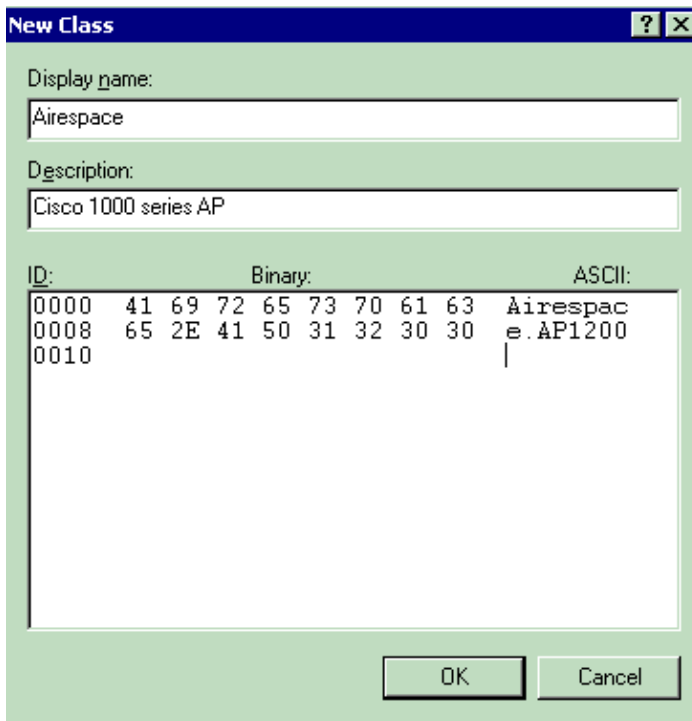 New Class
Display name:
Airespace
Description:
Cisco 1000 series AP
ID: Binary: ASCII:
0000 41 69 72 65 73 70 61 63 Airespac
0008 65 2E 41 50 31 32 30 30 e.AP1200
0010
OK Cancel